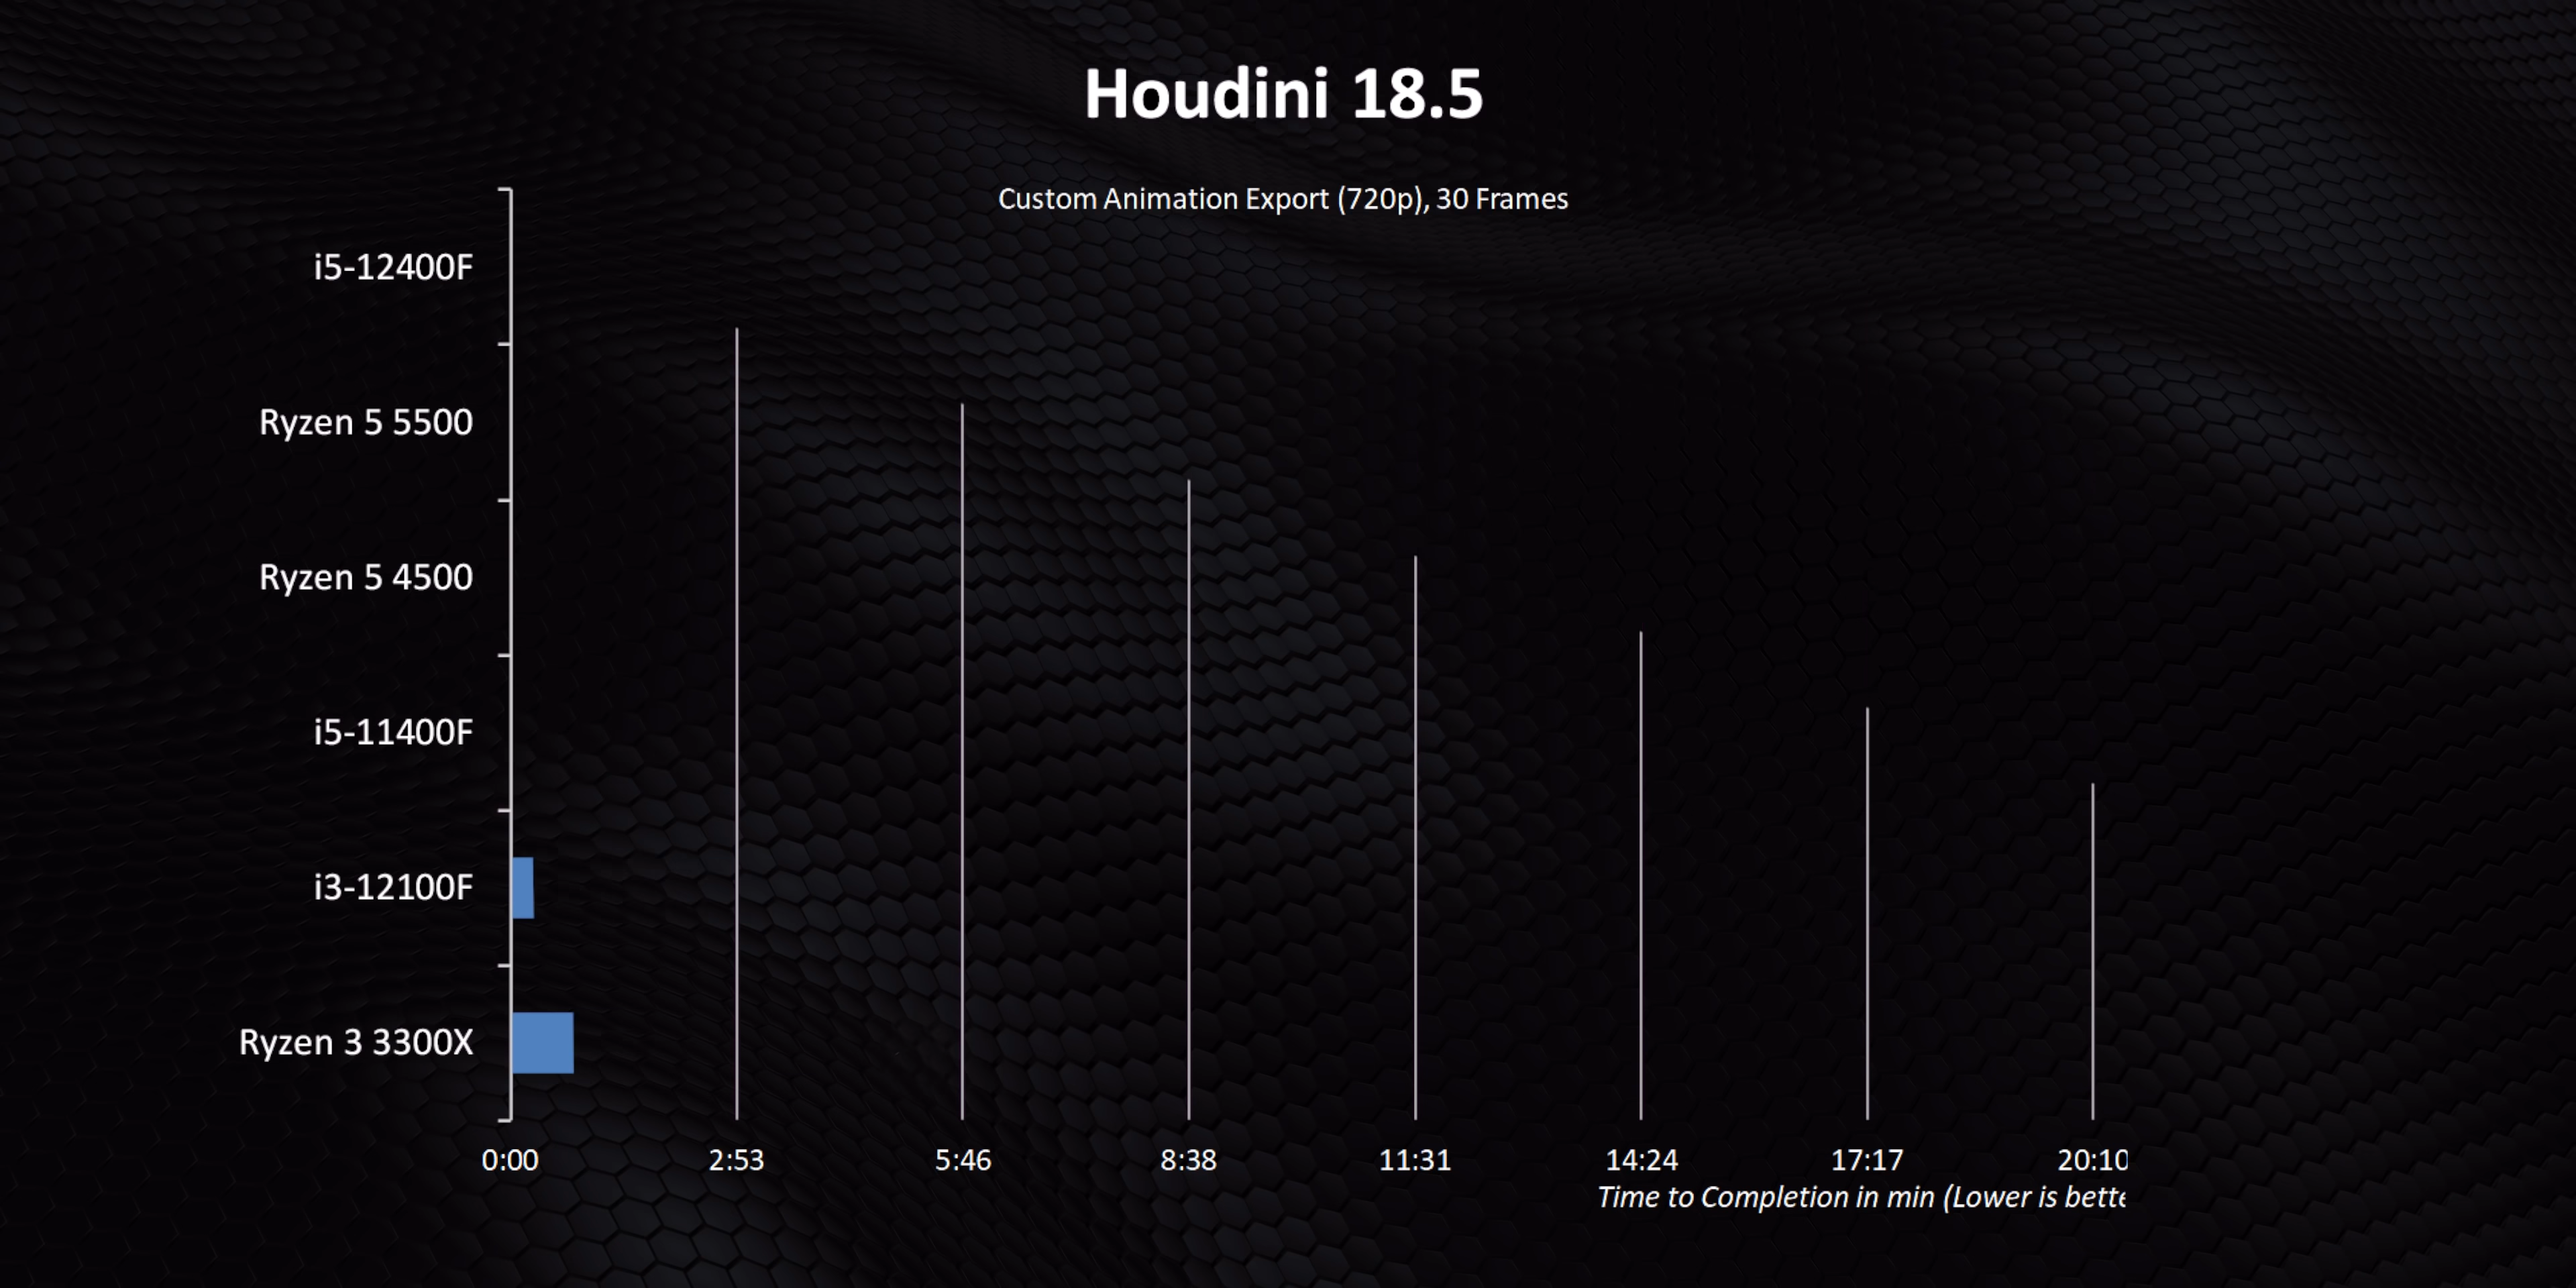 Houdini 18.5
Custom Animation Export (720p), 30 Frames
i5-12400F
Ryzen 5 5500
Ryzen 5 4500
i5-11400F
i3-12100F
Ryzen 3 3300X
0:00 2:53 5:46 8:38 11:31 14:24 17:17 20:10
Time to Completion in min (Lower is bette